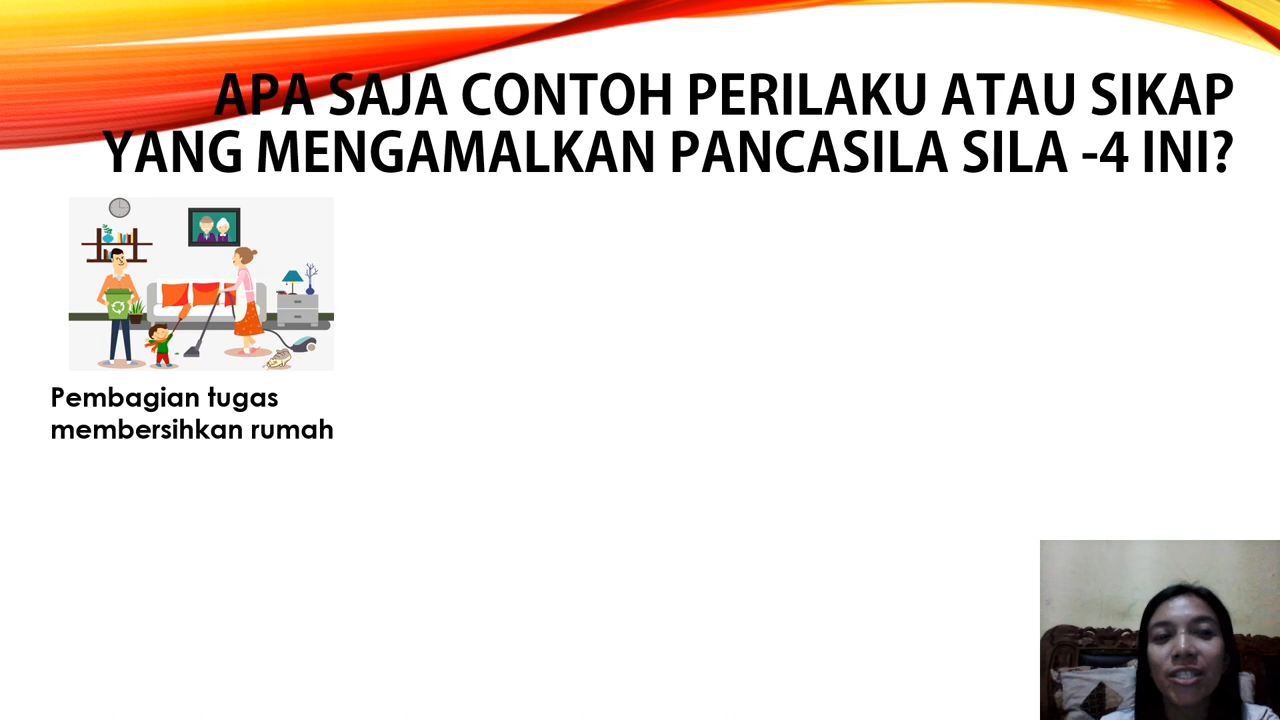 APA SAJA CONTOH PERILAKU ATAU SIKAP
YANG MENGAMALKAN PANCASILA SILA -4 INI?
Pembagian tugas
membersihkan rumah